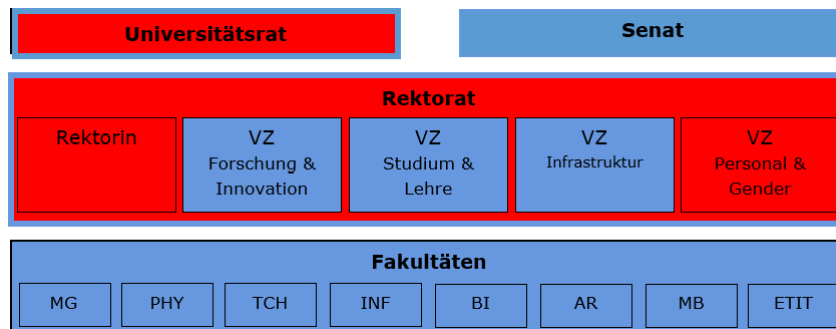 Universitätsrat
Senat
Rektorat
Rektorin
VZ
Forschung &
Innovation
VZ
Studium &
Lehre
VZ
Infrastruktur
VZ
Personal &
Gender
Fakultäten
MG PHY TCH INF BI AR MB ETIT